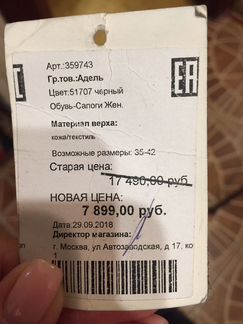 Арт.:359743
Гр.тов.:Адель
Цвет:51707 черный
Обувь-Сапоги Жен.
Материал верха:
кожа/текстиль
Возможные размеры: 35-42
Старая цена:
17 490,00 руб.
НОВАЯ ЦЕНА:
7 899,00 руб.
Дата 29.09.2018
Директор магазина:
г. Москва, ул Автозаводская, д 17, ко
1
ЕАС